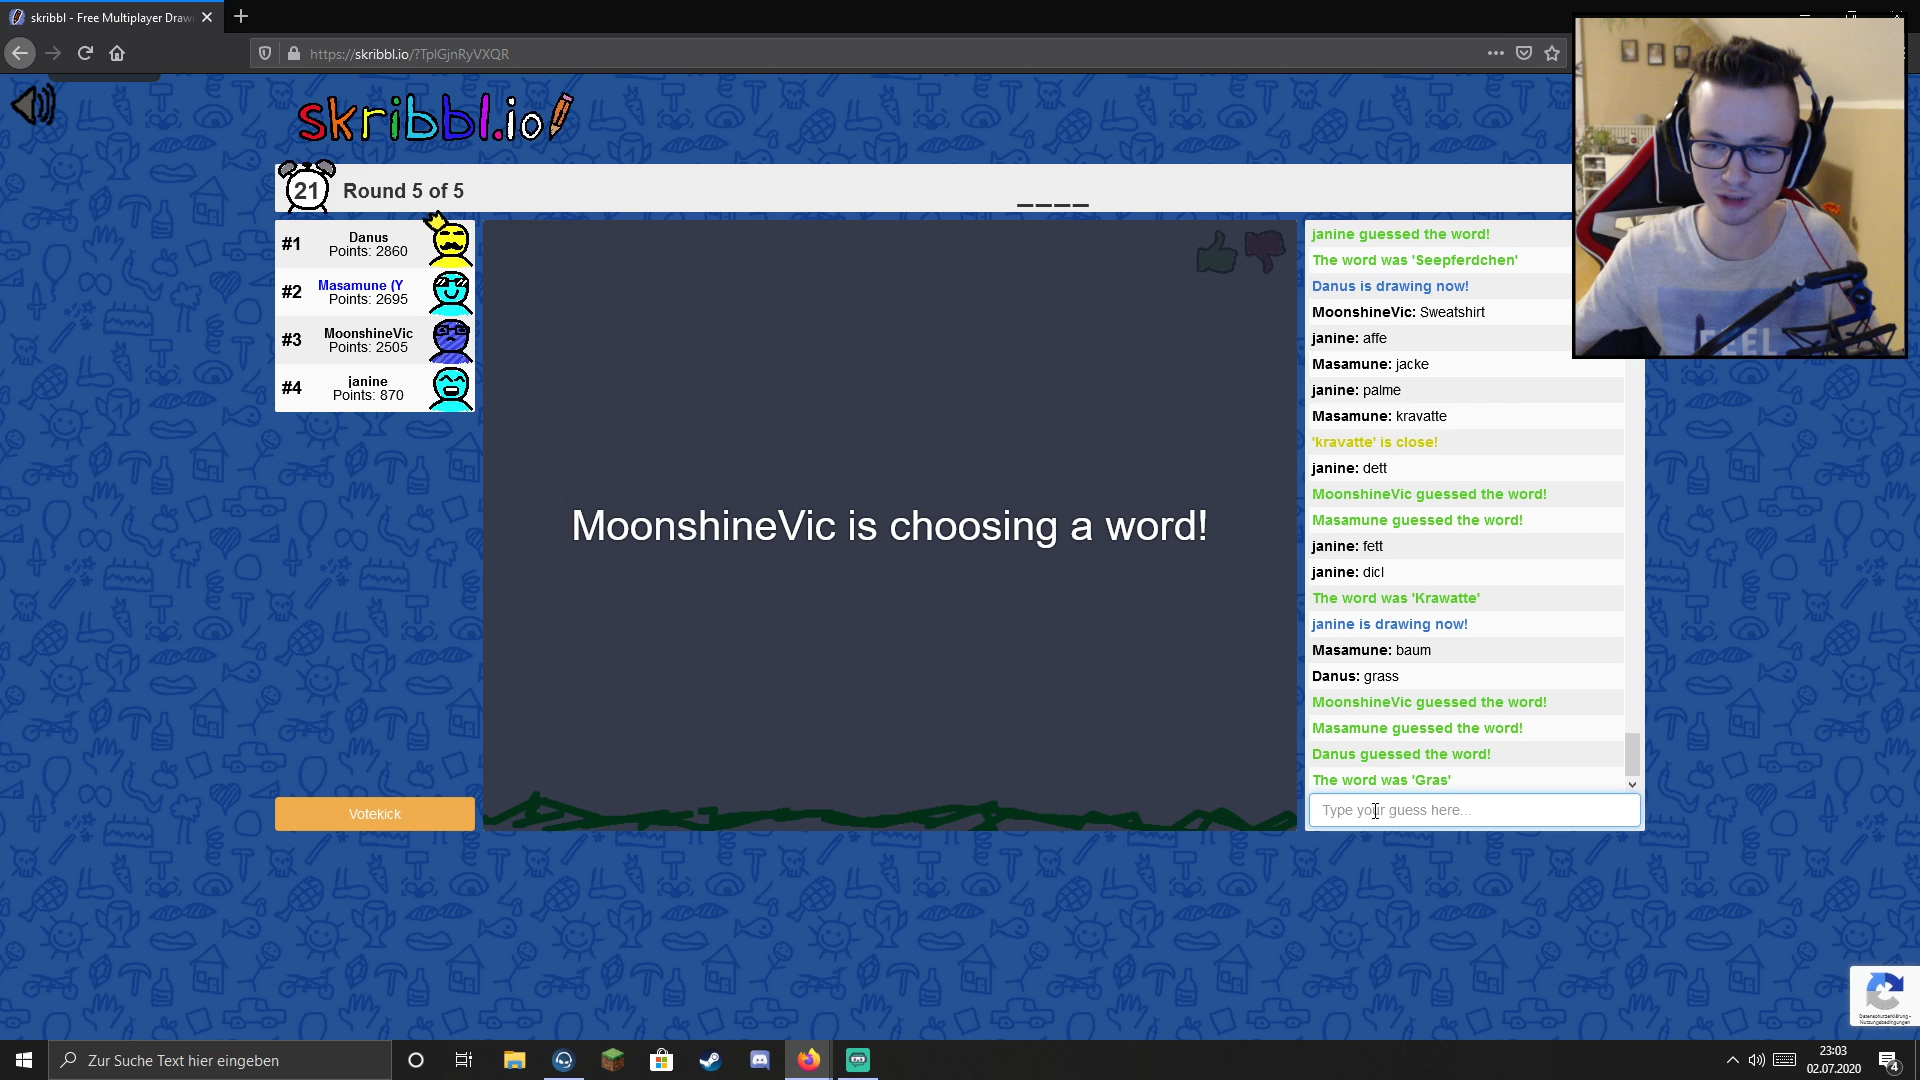 skribbl - Free Multiplayer Draw
https://skribbl.io/?TplGjnRyVXQR
skribbl.io
21
Round 5 of 5
____
#1
Danus
Points: 2860
#2
Masamune (Y
Points: 2695
#3
MoonshineVic
Points: 2505
#4
janine
Points: 870
Votekick
MoonshineVic is choosing a word!
janine guessed the word!
The word was 'Seepferdchen'
Danus is drawing now!
MoonshineVic: Sweatshirt
janine: affe
Masamune: jacke
janine: palme
Masamune: kravatte
'kravatte' is close!
janine: dett
MoonshineVic guessed the word!
Masamune guessed the word!
janine: fett
janine: dicl
The word was 'Krawatte'
janine is drawing now!
Masamune: baum
Danus: grass
MoonshineVic guessed the word!
Masamune guessed the word!
Danus guessed the word!
The word was 'Gras'
Type your guess here...
FEEL
Datenschutzerklärung -
Nutzungsbedingungen
Zur Suche Text hier eingeben
23:03
02.07.2020
4